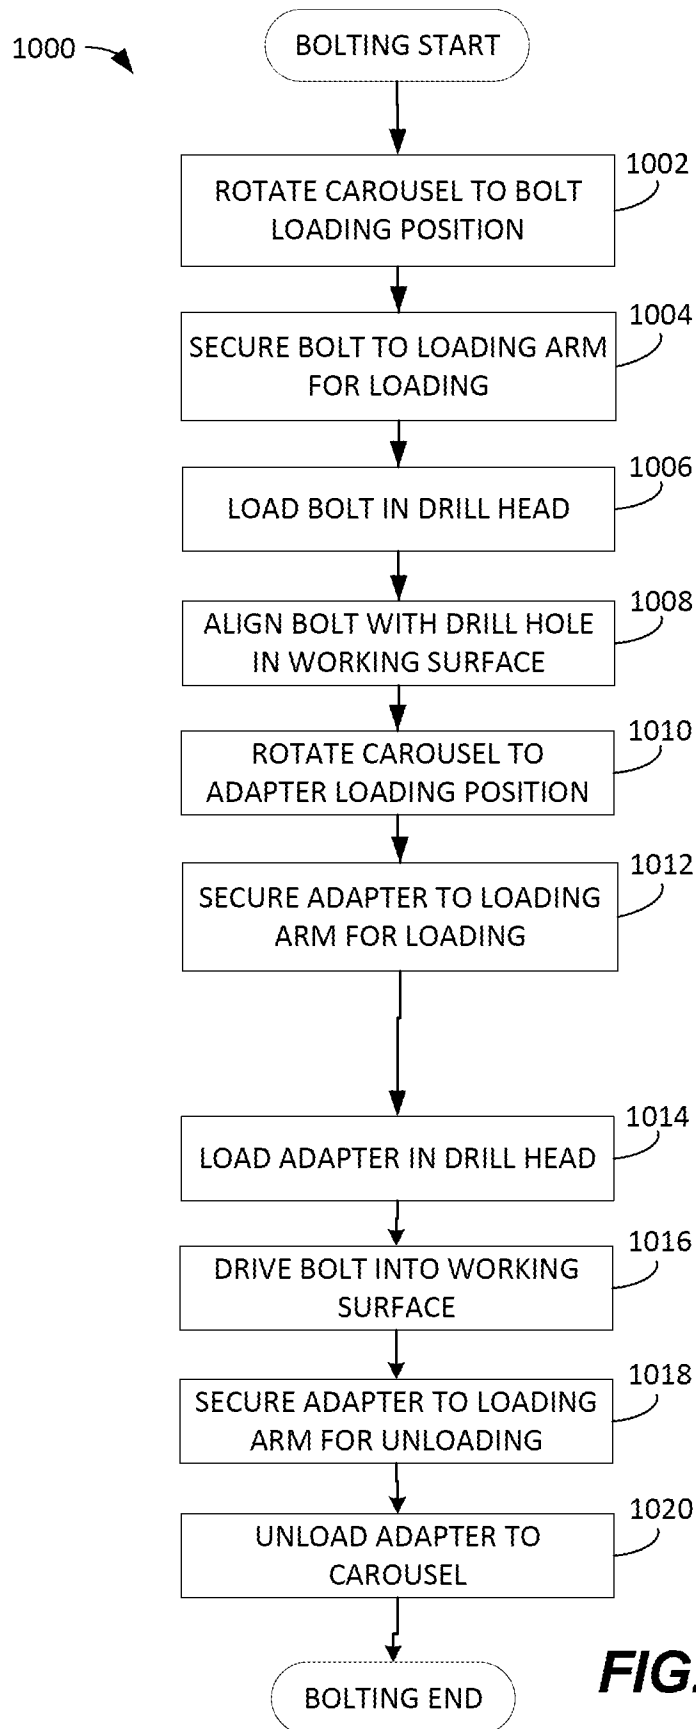 1000
BOLTING START
1002
ROTATE CAROUSEL TO BOLT
LOADING POSITION
1004
SECURE BOLT TO LOADING ARM
FOR LOADING
1006
LOAD BOLT IN DRILL HEAD
1008
ALIGN BOLT WITH DRILL HOLE
IN WORKING SURFACE
1010
ROTATE CAROUSEL TO
ADAPTER LOADING POSITION
1012
SECURE ADAPTER TO LOADING
ARM FOR LOADING
1014
LOAD ADAPTER IN DRILL HEAD
1016
DRIVE BOLT INTO WORKING
SURFACE
1018
SECURE ADAPTER TO LOADING
ARM FOR UNLOADING
1020
UNLOAD ADAPTER TO
CAROUSEL
FIG.
BOLTING END